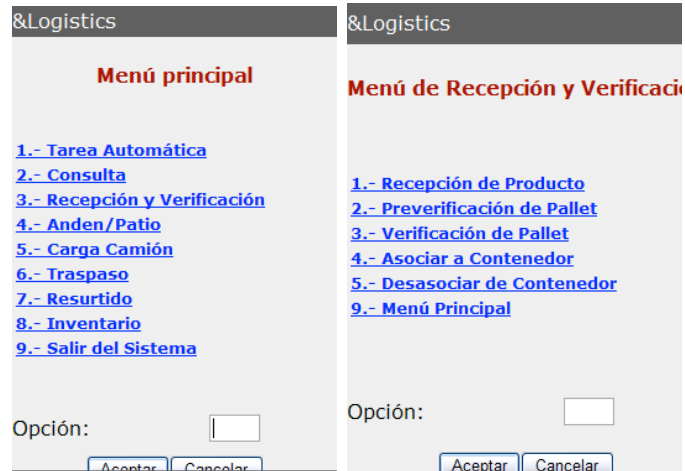 &Logistics
Menú principal
1.- Tarea Automática
2.- Consulta
3.- Recepción y Verificación
4.- Anden/Patio
5.- Carga Camión
6.- Traspaso
7.- Resurtido
8.- Inventario
9.- Salir del Sistema
Opción:
Aceptar Cancelar
&Logistics
Menú de Recepción y Verificació
1.- Recepción de Producto
2.- Preverificación de Pallet
3.- Verificación de Pallet
4.- Asociar a Contenedor
5.- Desasociar de Contenedor
9.- Menú Principal
Opción:
Aceptar Cancelar